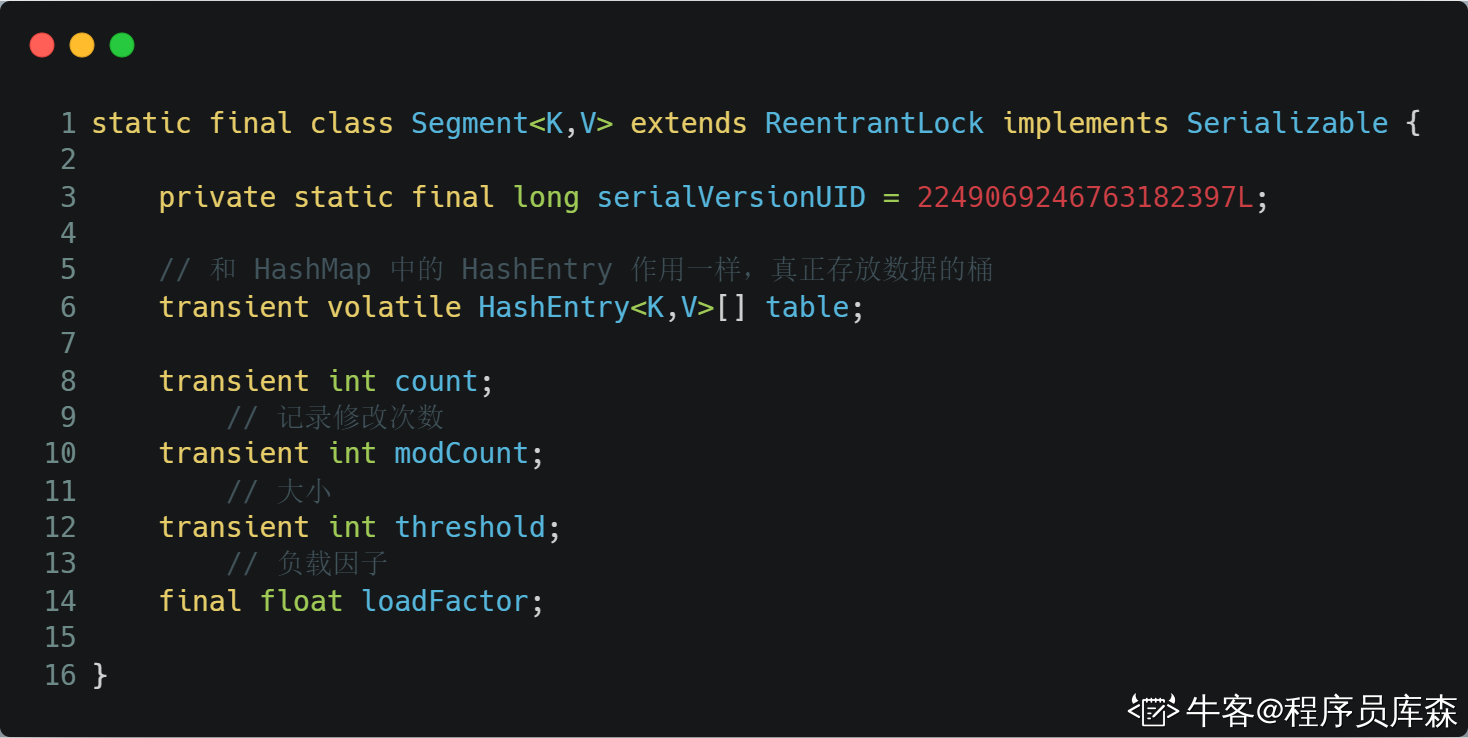 1 static final class Segment<K,V> extends ReentrantLock implements Serializable {
2
3     private static final long serialVersionUID = 2249069246763182397L;
4
5     // 和 HashMap 中的 HashEntry 作用一样，真正存放数据的桶
6     transient volatile HashEntry<K,V>[] table;
7
8     transient int count;
9         // 记录修改次数
10     transient int modCount;
11         // 大小
12     transient int threshold;
13         // 负载因子
14     final float loadFactor;
15
16 }
牛客@程序员库森